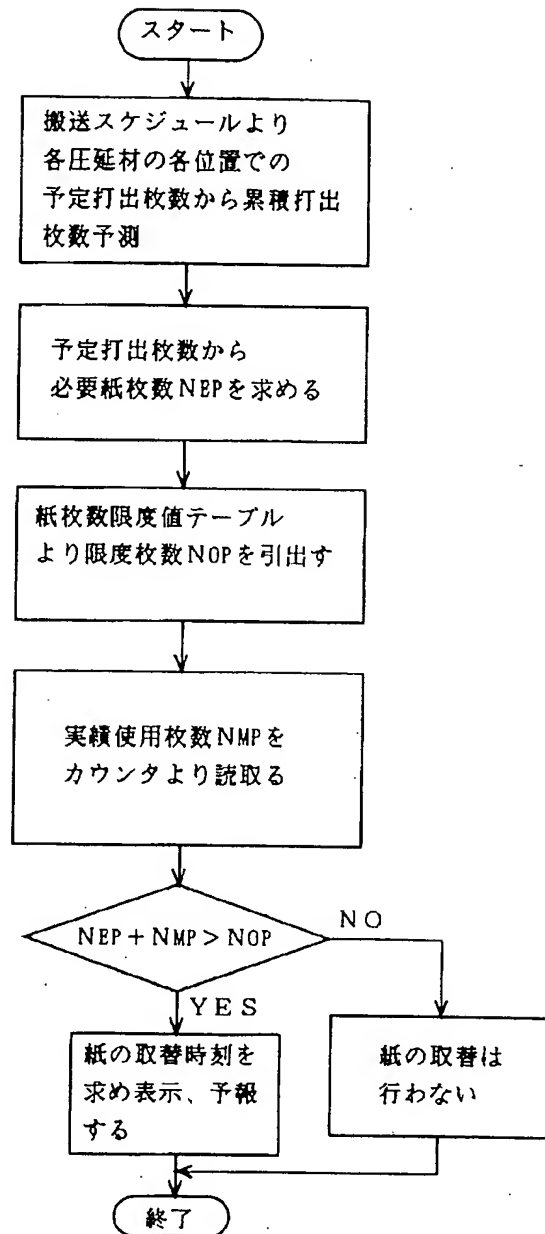 スタート
搬送スケジュールより
各圧延材の各位置での
予定打出枚数から累積打出
枚数予測
予定打出枚数から
必要紙枚数NEPを求める
紙枚数限度値テーブル
より限度枚数NOPを引出す
実績使用枚数NMPを
カウンタより読取る
NEP+NMP>NOP
NO
YES
紙の取替時刻を
求め表示、予報
する
紙の取替は
行わない
終了